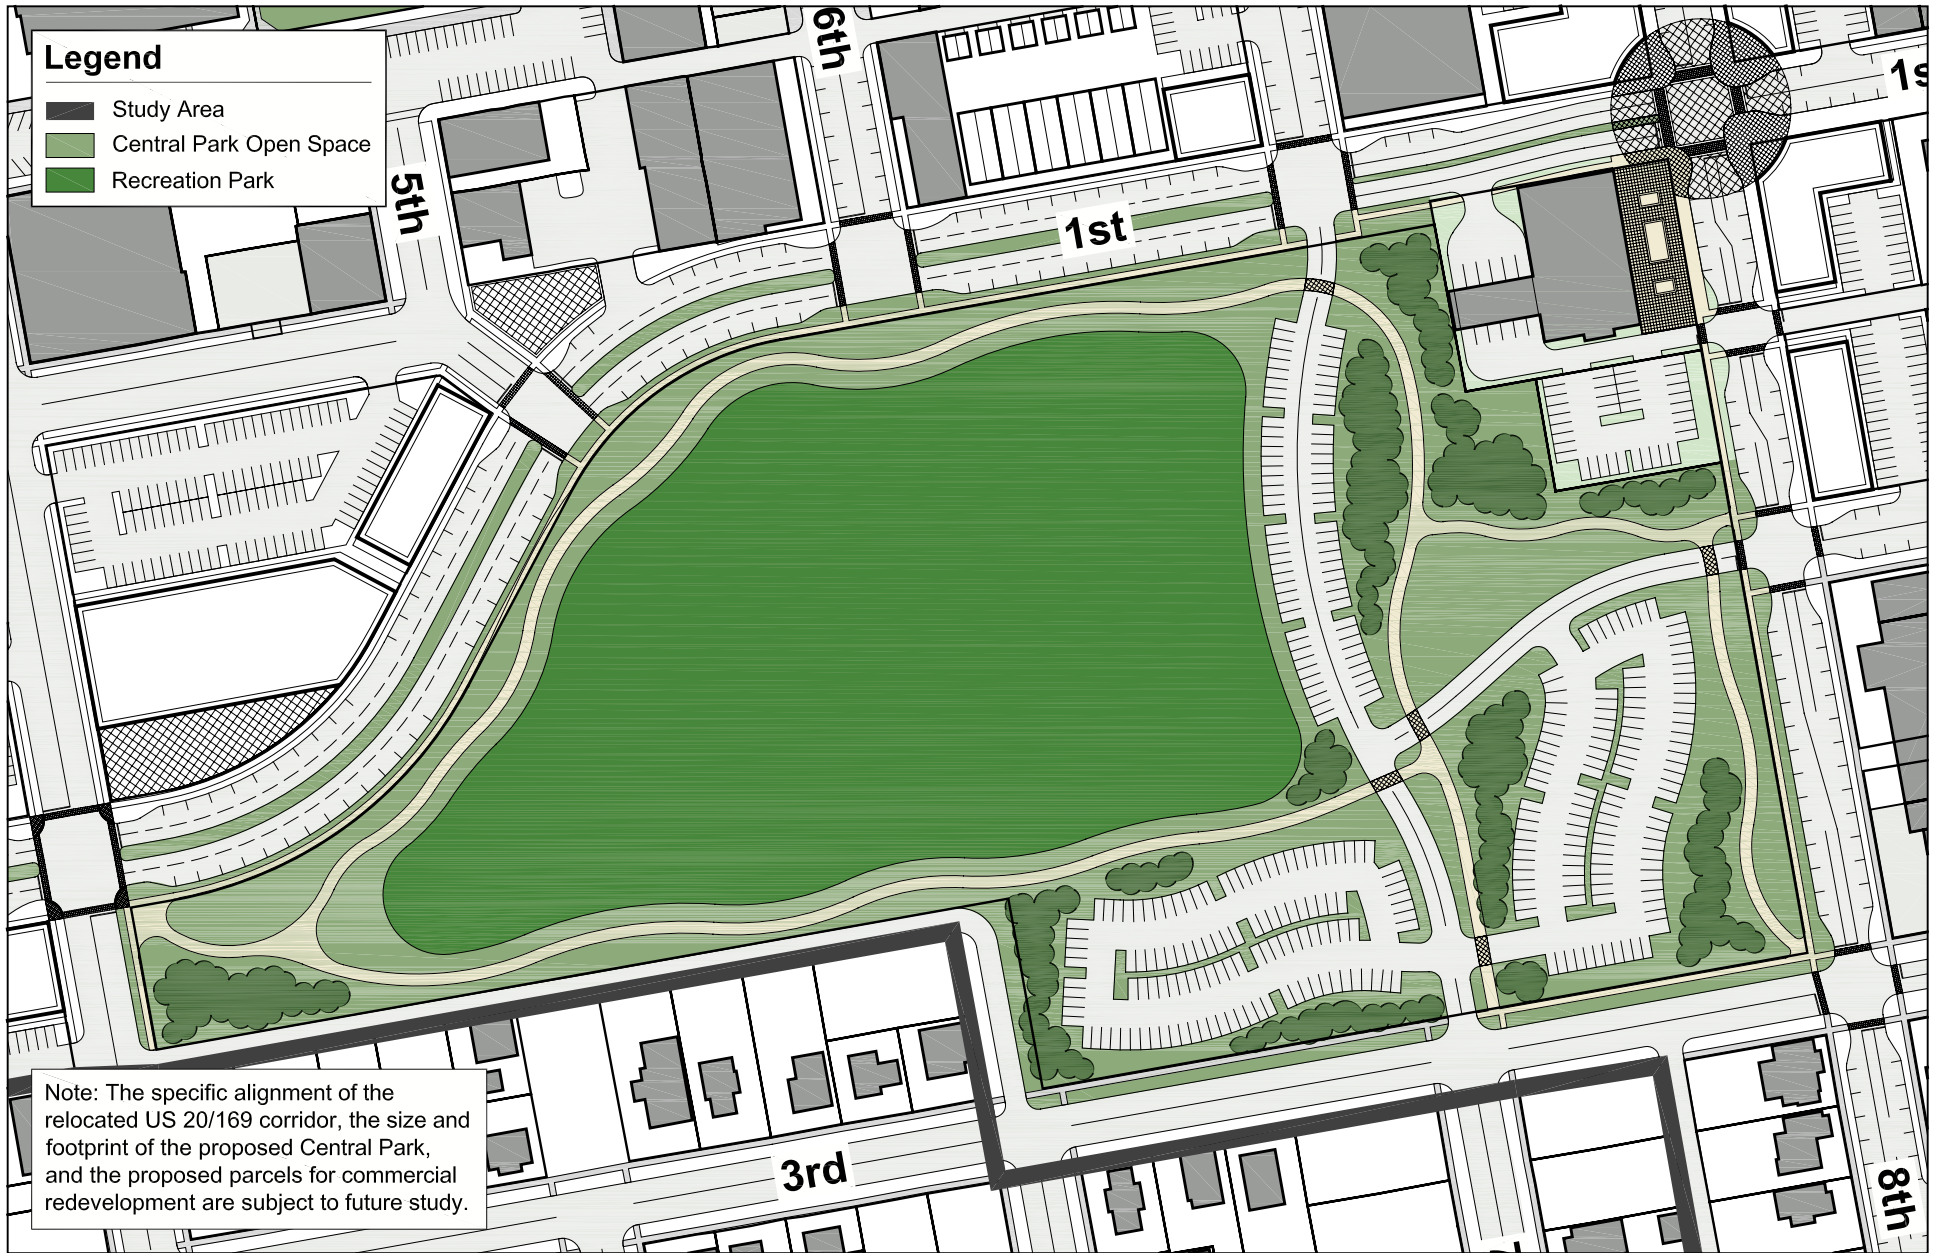 Legend
Study Area
Central Park Open Space
Recreation Park
5th
6th
1st
1s
3rd
8th
Note: The specific alignment of the
relocated US 20/169 corridor, the size and
footprint of the proposed Central Park,
and the proposed parcels for commercial
redevelopment are subject to future study.